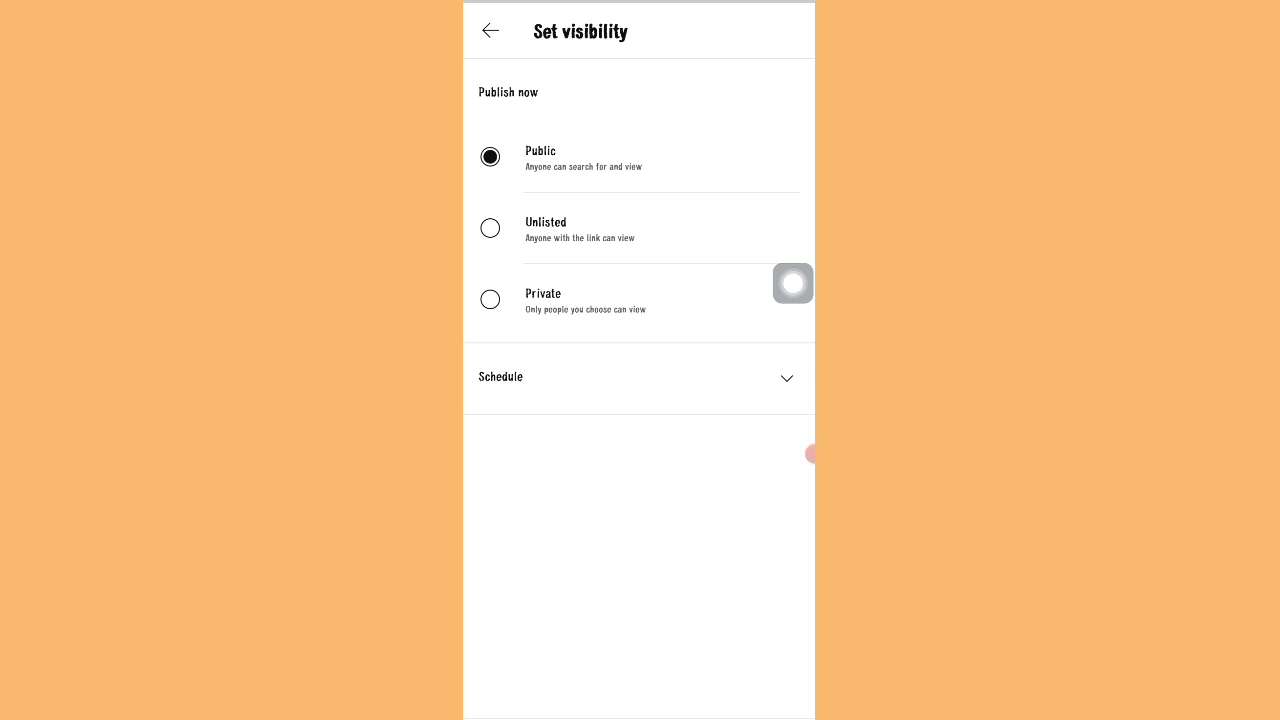 Set visibility
Publish now
Public
Anyone can search for and view
Unlisted
Anyone with the link can view
Private
Only people you choose can view
Schedule